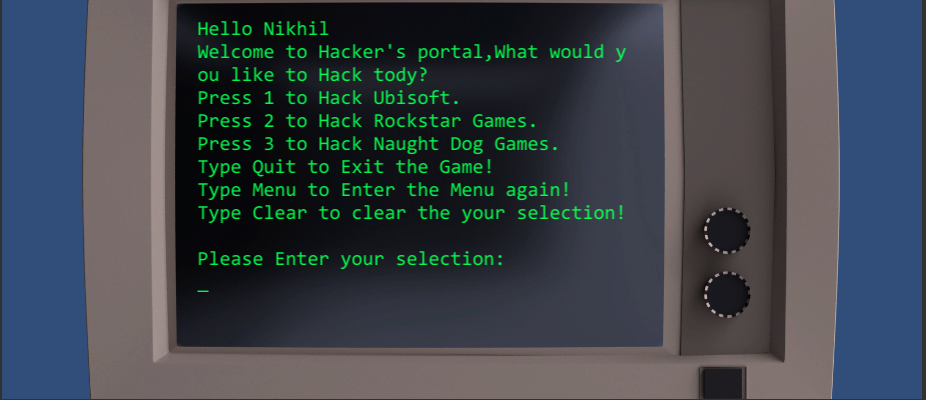 Hello Nikhil
Welcome to Hacker's portal,What would y
ou like to Hack tody?
Press 1 to Hack Ubisoft.
Press 2 to Hack Rockstar Games.
Press 3 to Hack Naught Dog Games.
Type Quit to Exit the Game!
Type Menu to Enter the Menu again!
Type Clear to clear the your selection!
Please Enter your selection:
_